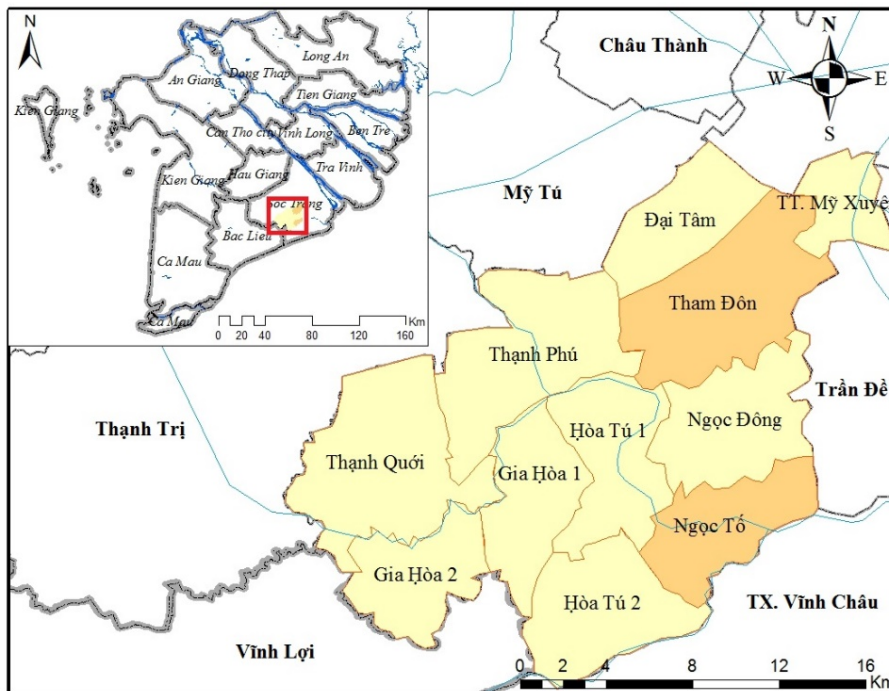 N
Long An
An Giang
Dong Thap
Tien Giang
Kien Giang
Can Tho city
Vinh Long
Ben Tre
Kien Giang
Hau Giang
Tra Vinh
Soc Trang
Bac Lieu
Ca Mau
Ca Mau
0 20 40 80 120 160 Km
Châu Thành
N
W E
S
Mỹ Tú
TT. Mỹ Xuyê
Đại Tâm
Tham Đôn
Thạnh Phú
Trần Đề
Thạnh Trị
Hòa Tú 1
Ngọc Đông
Thạnh Quới
Gia Hòa 1
Ngọc Tố
Gia Hòa 2
Hòa Tú 2
TX. Vĩnh Châu
Vĩnh Lợi
0 2 4 8 12 16
Km